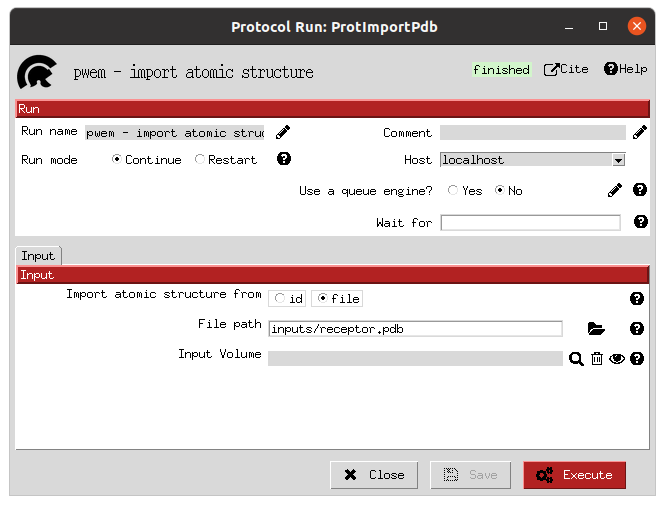 Protocol Run: ProtImportPdb
pwem - import atomic structure
finished
Cite
Help
Run
Run name pwem - import atomic struc
Comment
Run mode Continue Restart
Host localhost
Use a queue engine? Yes No
Wait for
Input
Input
Import atomic structure from id file
File path inputs/receptor.pdb
Input Volume
Close Save Execute